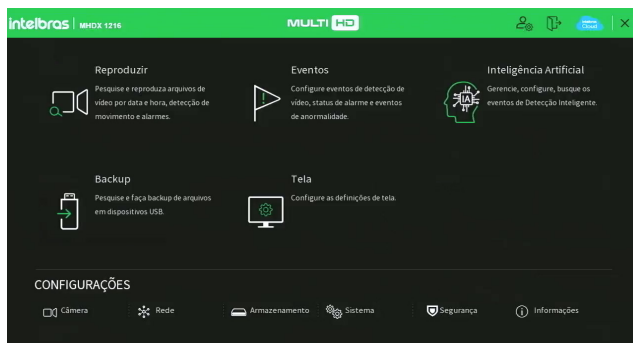 intelbras | MHDX 1216
MULTI HD
Cloud
Reproduzir
Pesquise e reproduza arquivos de
vídeo por data e hora, detecção de
movimento e alarmes.
Eventos
Configure eventos de detecção de
vídeo, status de alarme e eventos
de anormalidade.
Inteligência Artificial
Gerencie, configure, busque os
eventos de Detecção Inteligente.
IA
Backup
Pesquise e faça backup de arquivos
em dispositivos USB.
Tela
Configure as definições de tela.
CONFIGURAÇÕES
Câmera
Rede
Armazenamento
Sistema
Segurança
Informações